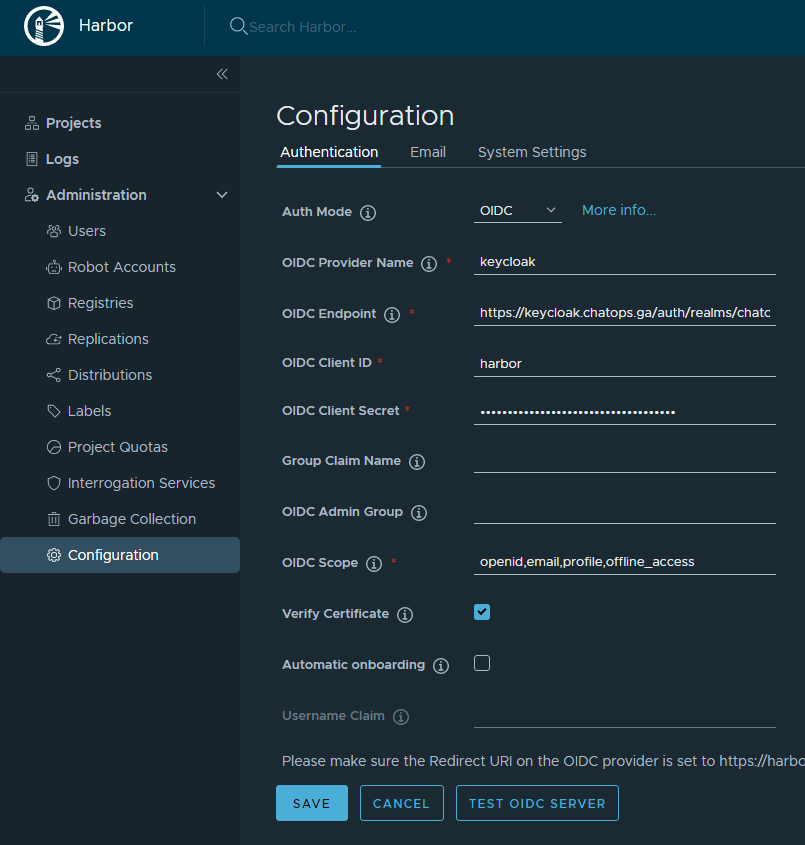 Harbor
Search Harbor...
Projects
Logs
Administration
Users
Robot Accounts
Registries
Replications
Distributions
Labels
Project Quotas
Interrogation Services
Garbage Collection
Configuration
Configuration
Authentication Email System Settings
Auth Mode OIDC More info...
OIDC Provider Name * keycloak
OIDC Endpoint * https://keycloak.chatops.ga/auth/realms/chatc
OIDC Client ID * harbor
OIDC Client Secret * ••••••••••••••••••••••••••••••••••••
Group Claim Name
OIDC Admin Group
OIDC Scope * openid,email,profile,offline_access
Verify Certificate
Automatic onboarding
Username Claim
Please make sure the Redirect URI on the OIDC provider is set to https://harbo
SAVE CANCEL TEST OIDC SERVER